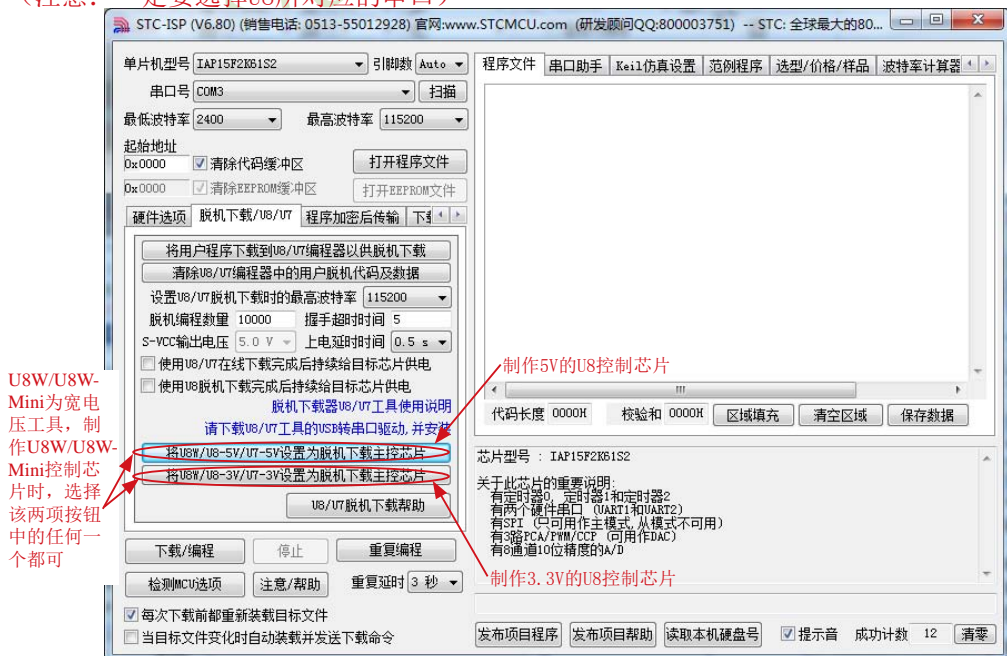 (注意：一定要选择U8所对应的串口)
STC-ISP (V6.80) (销售电话: 0513-55012928) 官网:www.STCMCU.com (研发顾问QQ:800003751) -- STC: 全球最大的80...
单片机型号 IAP15F2K61S2 引脚数 Auto
串口号 COM3 扫描
最低波特率 2400 最高波特率 115200
起始地址
0x0000 清除代码缓冲区 打开程序文件
0x0000 清除EEPROM缓冲区 打开EEPROM文件
硬件选项 脱机下载/U8/U7 程序加密后传输
将用户程序下载到U8/U7编程器以供脱机下载
清除U8/U7编程器中的用户脱机代码及数据
设置U8/U7脱机下载时的最高波特率 115200
脱机编程数量 10000 握手超时时间 5
S-VCC输出电压 5.0 V 上电延时时间 0.5 s
使用U8/U7在线下载完成后持续给目标芯片供电
使用U8脱机下载完成后持续给目标芯片供电
脱机下载器U8/U7工具使用说明
请下载U8/U7工具的USB转串口驱动,并安装
将U8W/U8-5V/U7-5V设置为脱机下载主控芯片
将U8W/U8-3V/U7-3V设置为脱机下载主控芯片
U8/U7脱机下载帮助
下载/编程 停止 重复编程
检测MCU选项 注意/帮助 重复延时 3 秒
每次下载前都重新装载目标文件
当目标文件变化时自动装载并发送下载命令
U8W/U8W-
Mini为宽电
压工具，制
作U8W/U8W-
Mini控制芯
片时，选择
该两项按钮
中的任何一
个都可
程序文件 串口助手 Keil仿真设置 范例程序 选型/价格/样品 波特率计算器
制作5V的U8控制芯片
代码长度 0000H 校验和 0000H 区域填充 清空区域 保存数据
芯片型号 : IAP15F2K61S2
关于此芯片的重要说明:
有定时器0, 定时器1和定时器2
有两个硬件串口 (UART1和UART2)
有SPI (只可用作主模式,从模式不可用)
有3路PCA/PWM/CCP (可用作DAC)
有8通道10位精度的A/D
制作3.3V的U8控制芯片
发布项目程序 发布项目帮助 读取本机硬盘号 提示音 成功计数 12 清零